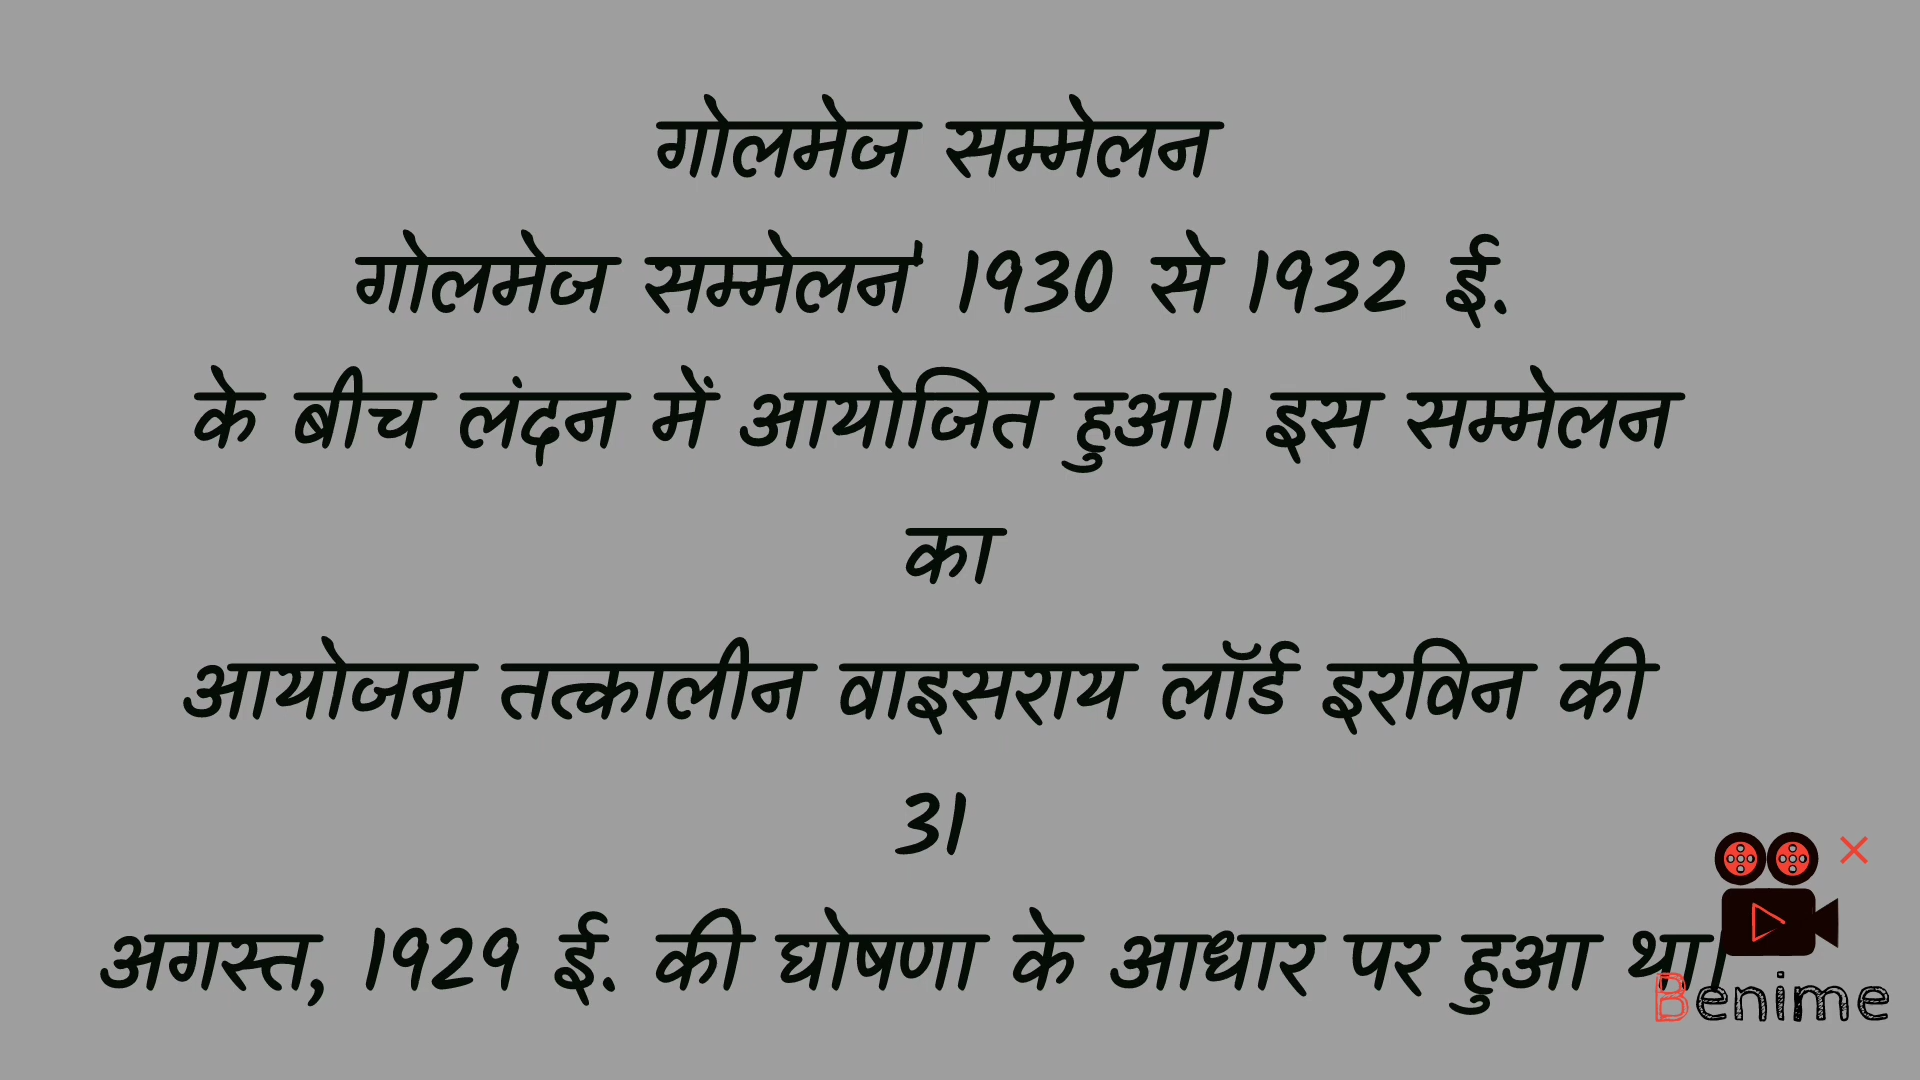 गोलमेज सम्मेलन
गोलमेज सम्मेलन' 1930 से 1932 ई.
के बीच लंदन में आयोजित हुआ। इस सम्मेलन
का
आयोजन तत्कालीन वाइसराय लॉर्ड इरविन की
31
अगस्त, 1929 ई. की घोषणा के आधार पर हुआ था।
Benime